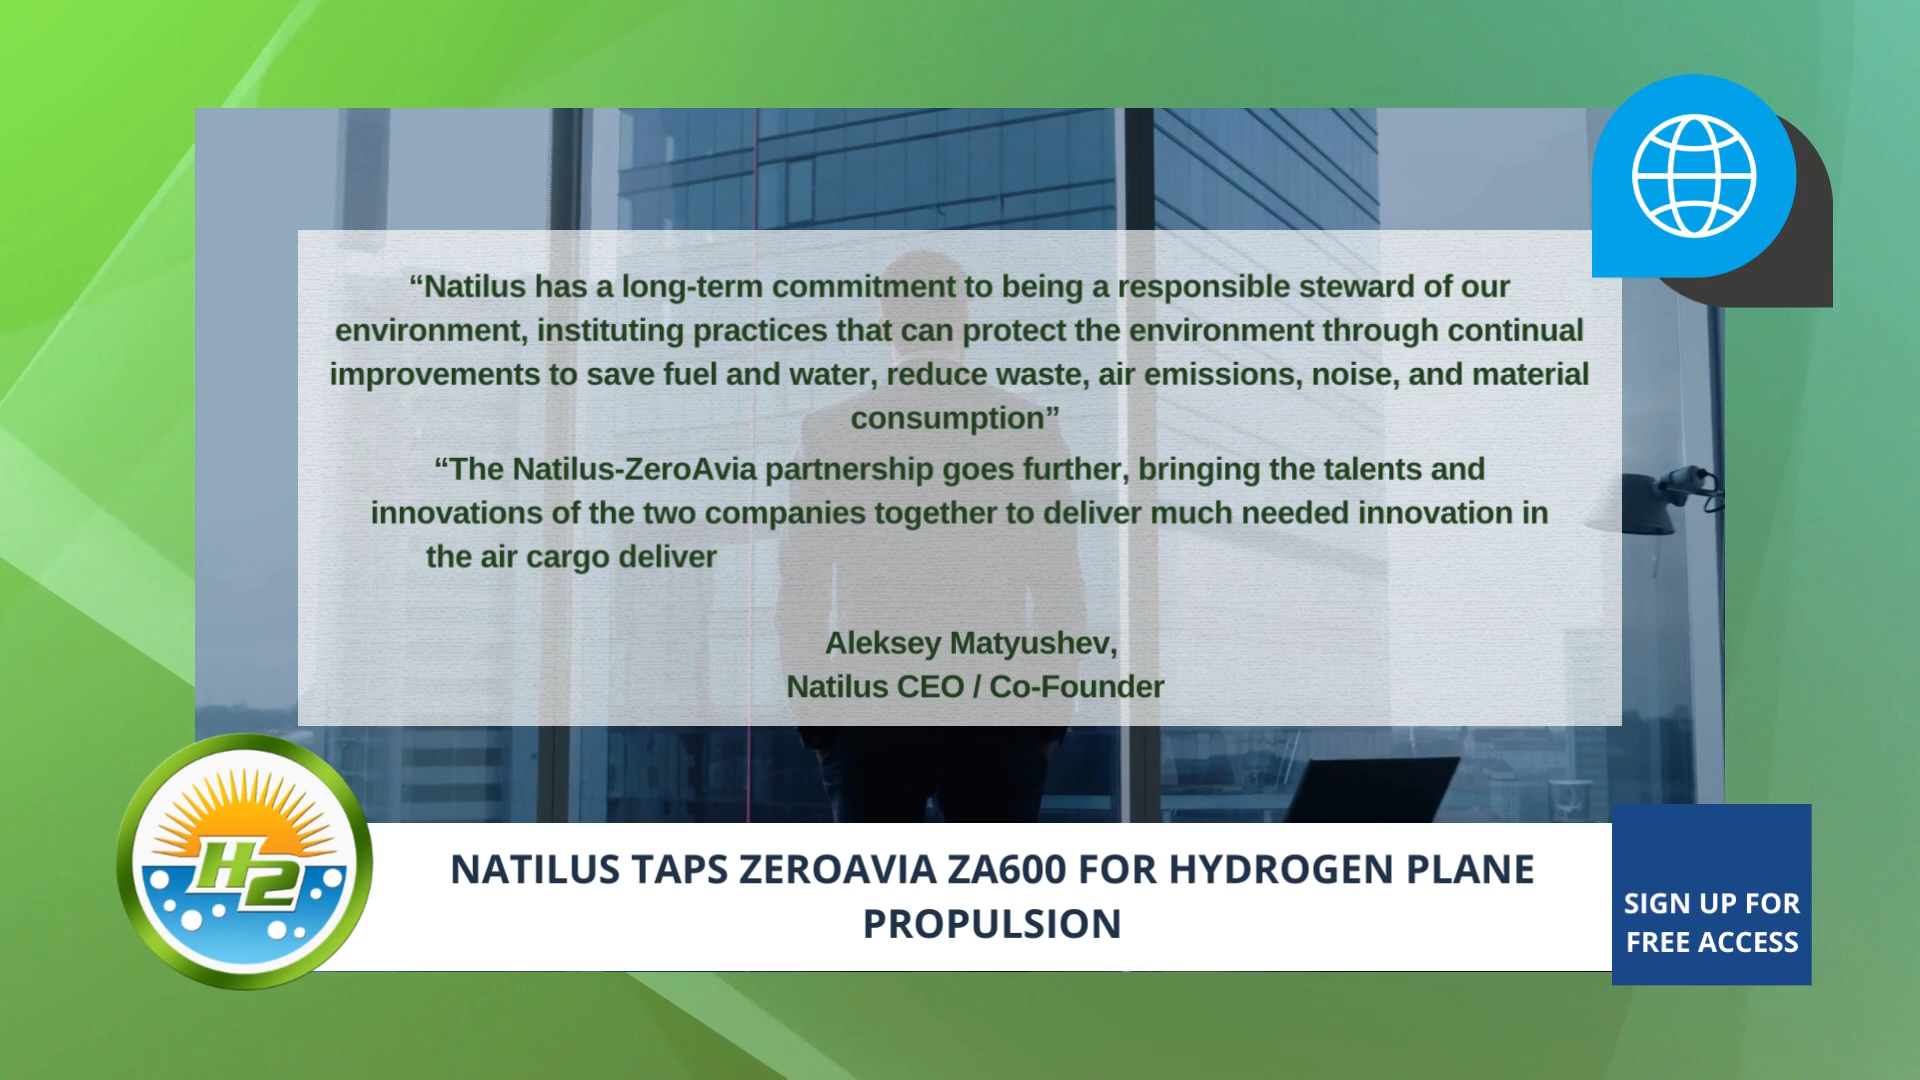 “Natilus has a long-term commitment to being a responsible steward of our
environment, instituting practices that can protect the environment through continual
improvements to save fuel and water, reduce waste, air emissions, noise, and material
consumption”
“The Natilus-ZeroAvia partnership goes further, bringing the talents and
innovations of the two companies together to deliver much needed innovation in
the air cargo deliver
Aleksey Matyushev,
Natilus CEO / Co-Founder
H2
NATILUS TAPS ZEROAVIA ZA600 FOR HYDROGEN PLANE
PROPULSION
SIGN UP FOR
FREE ACCESS